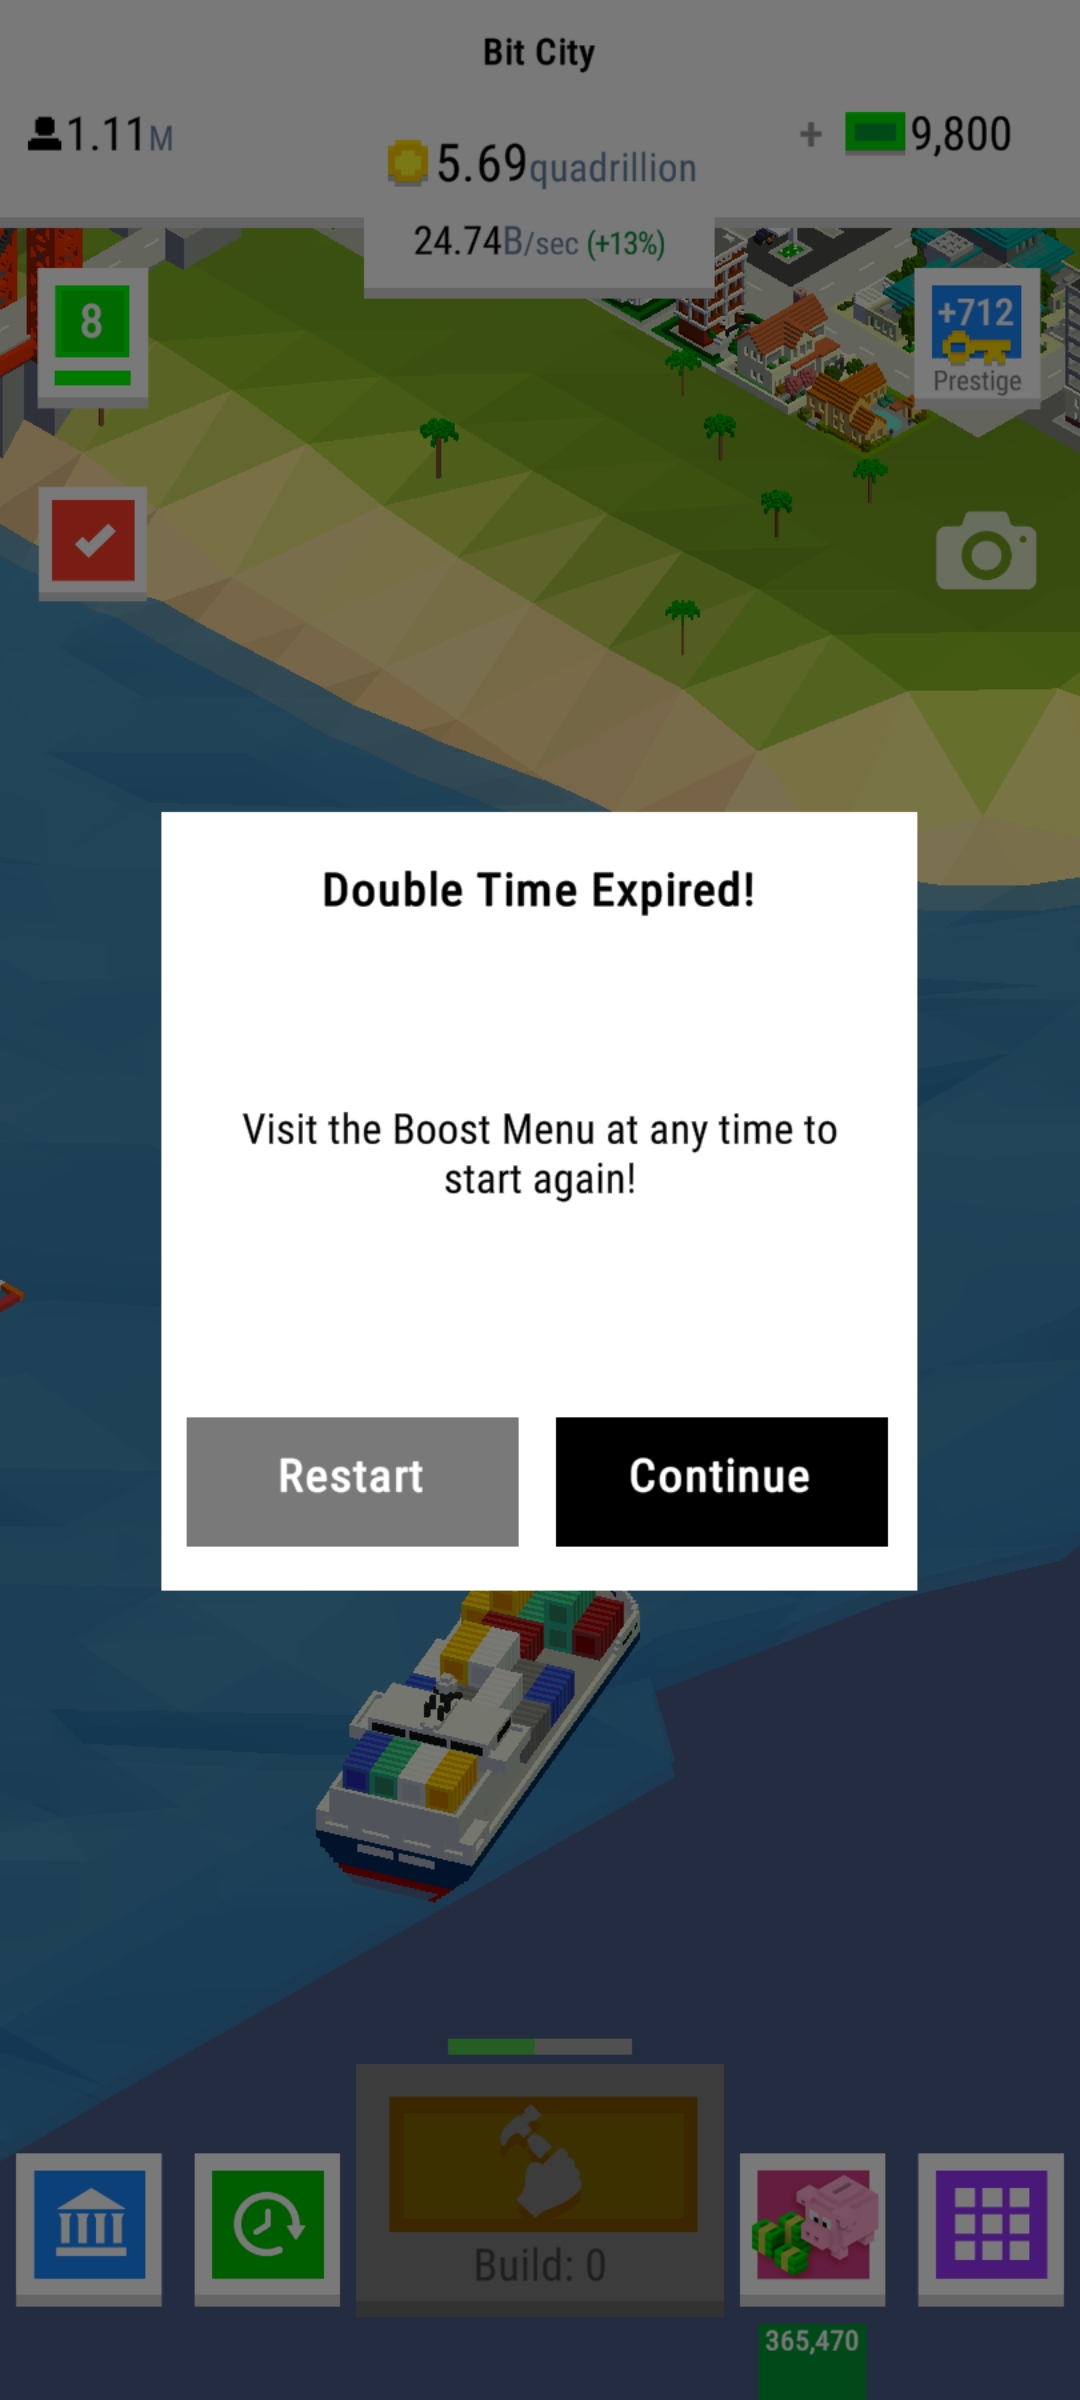 Bit City
1.11M
5.69quadrillion
+ 9,800
24.74B/sec (+13%)
8
+712
Prestige
Double Time Expired!
Visit the Boost Menu at any time to
start again!
Restart
Continue
Build: 0
365,470